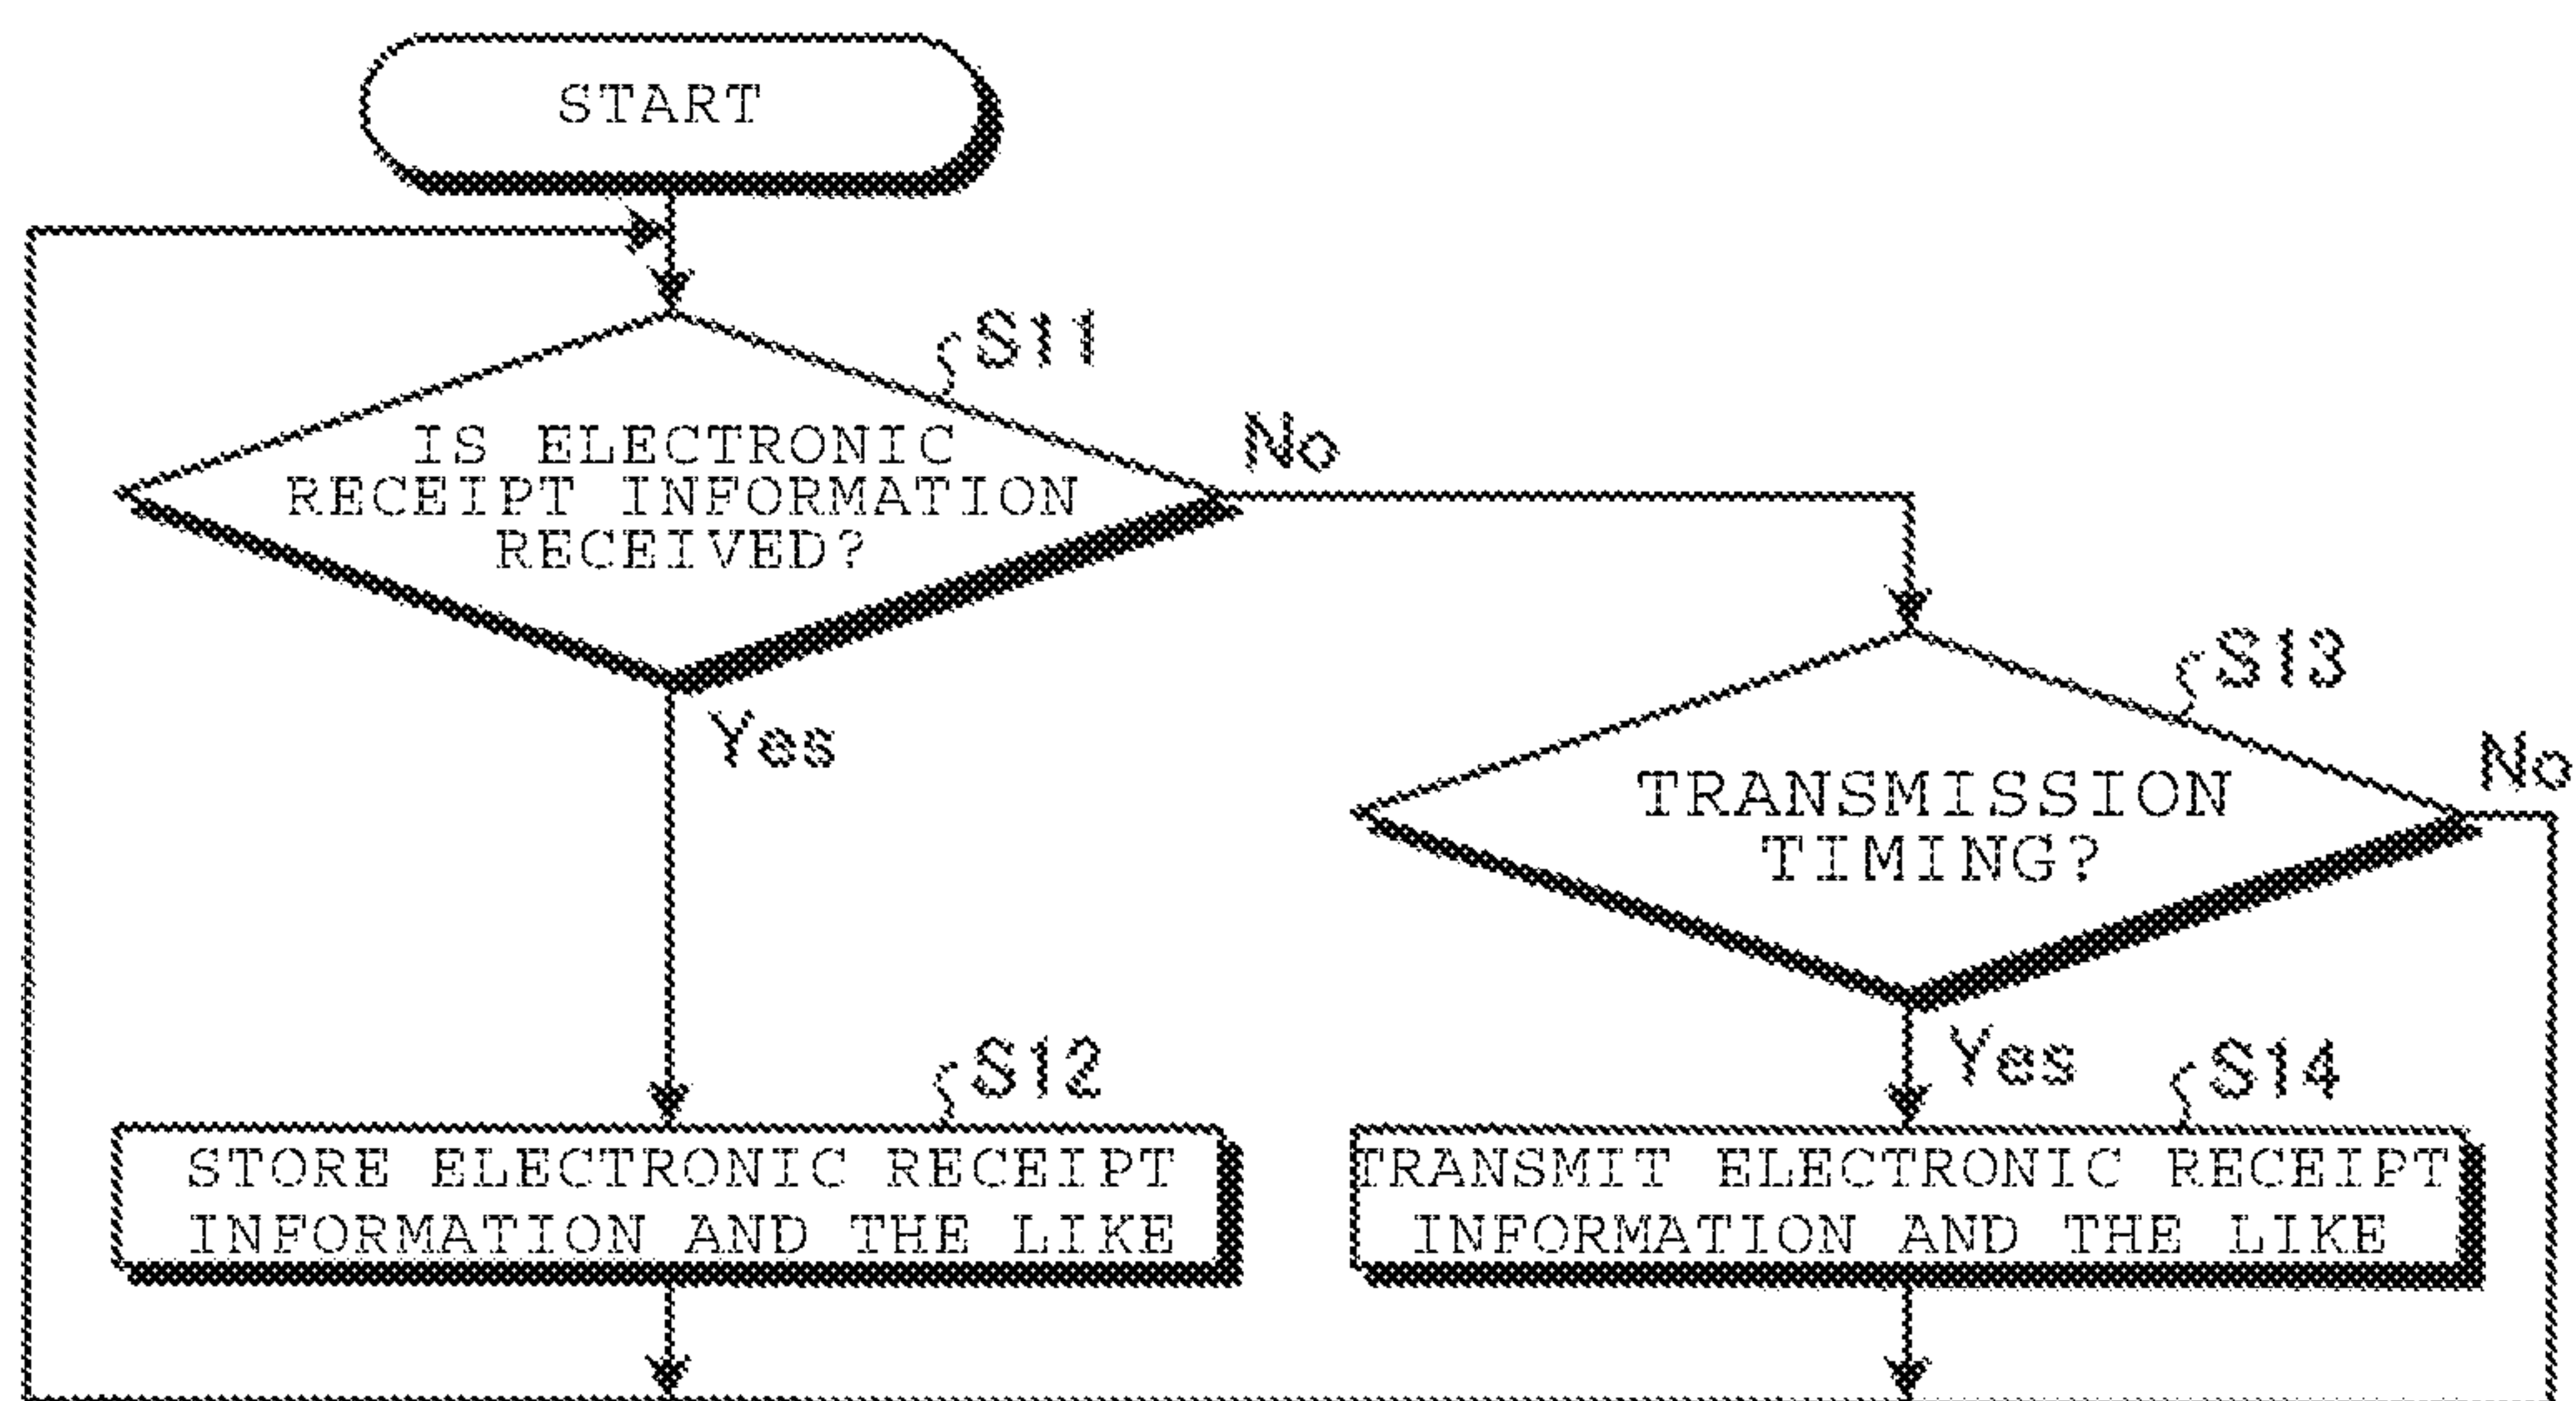 START
S11
IS ELECTRONIC
RECEIPT INFORMATION
RECEIVED?
No
Yes
S13
TRANSMISSION
TIMING?
No
Yes
S12
STORE ELECTRONIC RECEIPT
INFORMATION AND THE LIKE
S14
TRANSMIT ELECTRONIC RECEIPT
INFORMATION AND THE LIKE